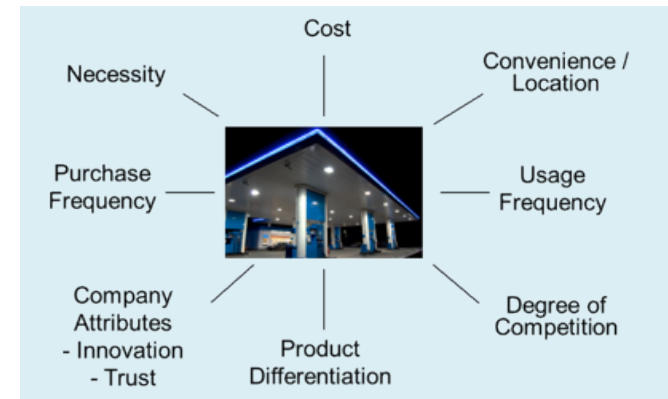 Cost
Necessity
Convenience /
Location
Purchase
Frequency
Usage
Frequency
Company
Attributes
- Innovation
- Trust
Product
Differentiation
Degree of
Competition